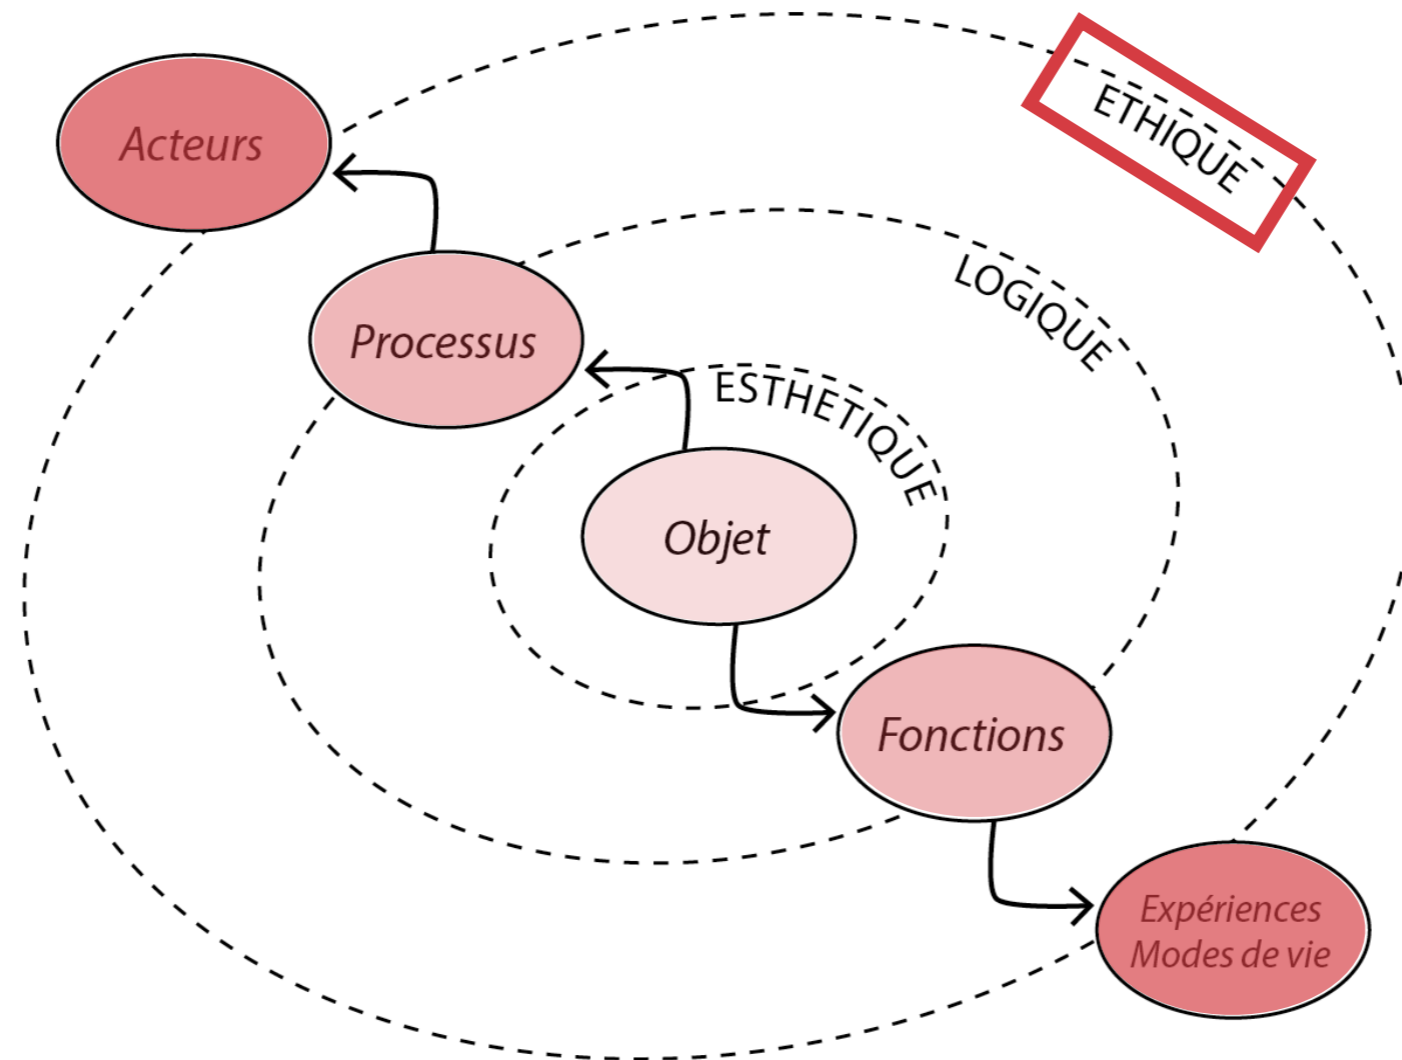 ETHIQUE
Acteurs
LOGIQUE
Processus
ESTHETIQUE
Objet
Fonctions
Expériences
Modes de vie